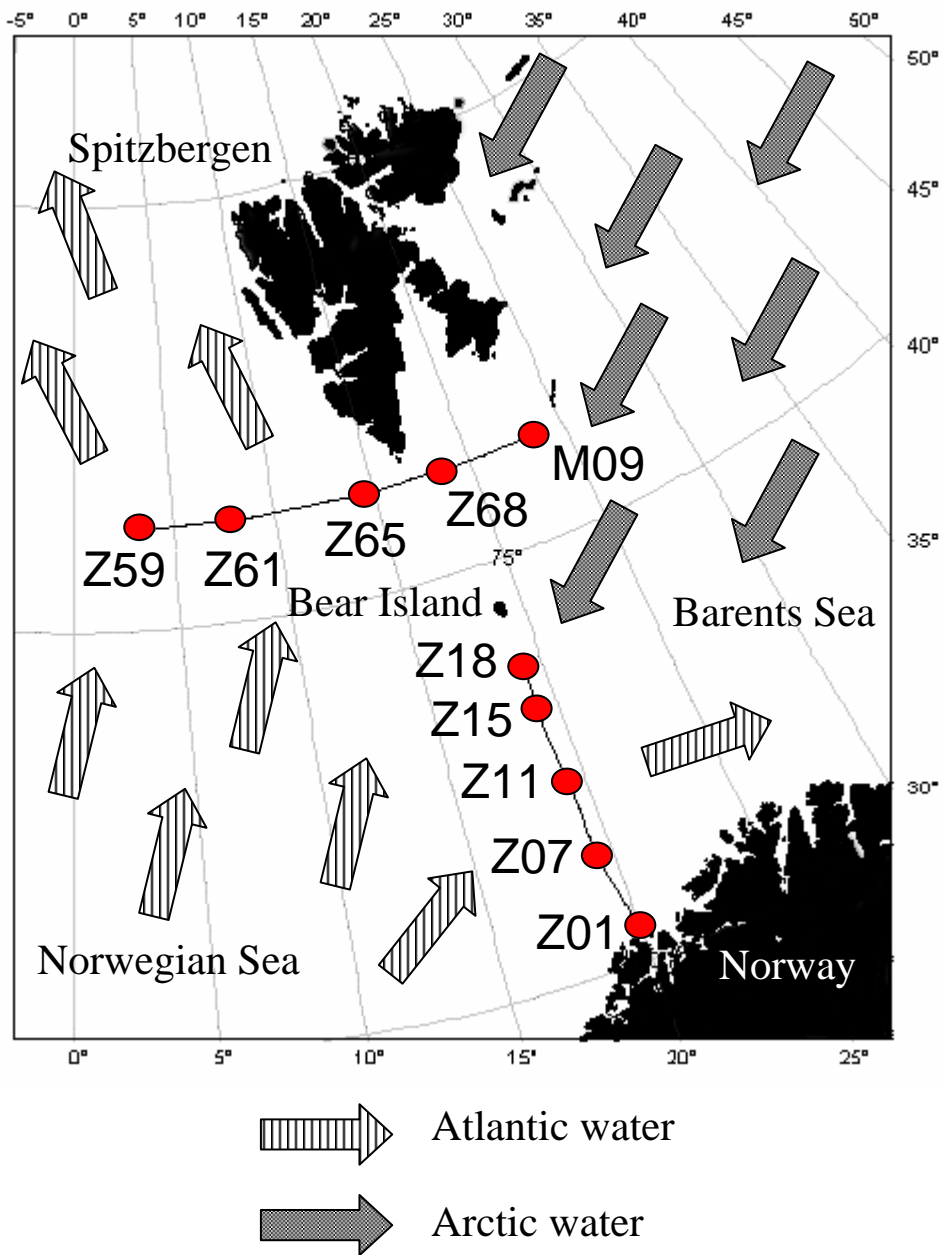 -5° 0° 5° 10° 15° 20° 25° 30° 35° 40° 45° 50°
50°
Spitzbergen
45°
40°
M09
Z68
Z65
Z59 Z61
35°
75°
Bear Island
Barents Sea
Z18
Z15
Z11
30°
Z07
Z01
Norwegian Sea
Norway
0° 5° 10° 15° 20° 25°
Atlantic water
Arctic water